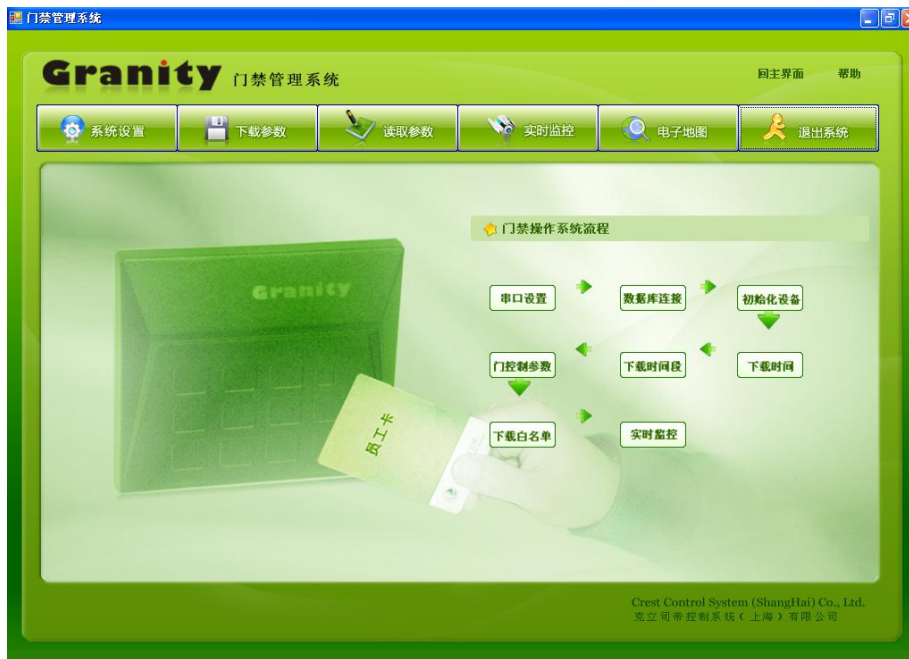 门禁管理系统
Granity 门禁管理系统
回主界面 帮助
系统设置 下载参数 读取参数 实时监控 电子地图 退出系统
门禁操作系统流程
Granity
串口设置 数据库连接 初始化设备
门控制参数 下载时间段 下载时间
员工卡
下载白名单 实时监控
Crest Control System (ShangHai) Co., Ltd.
克立司帝控制系统(上海)有限公司